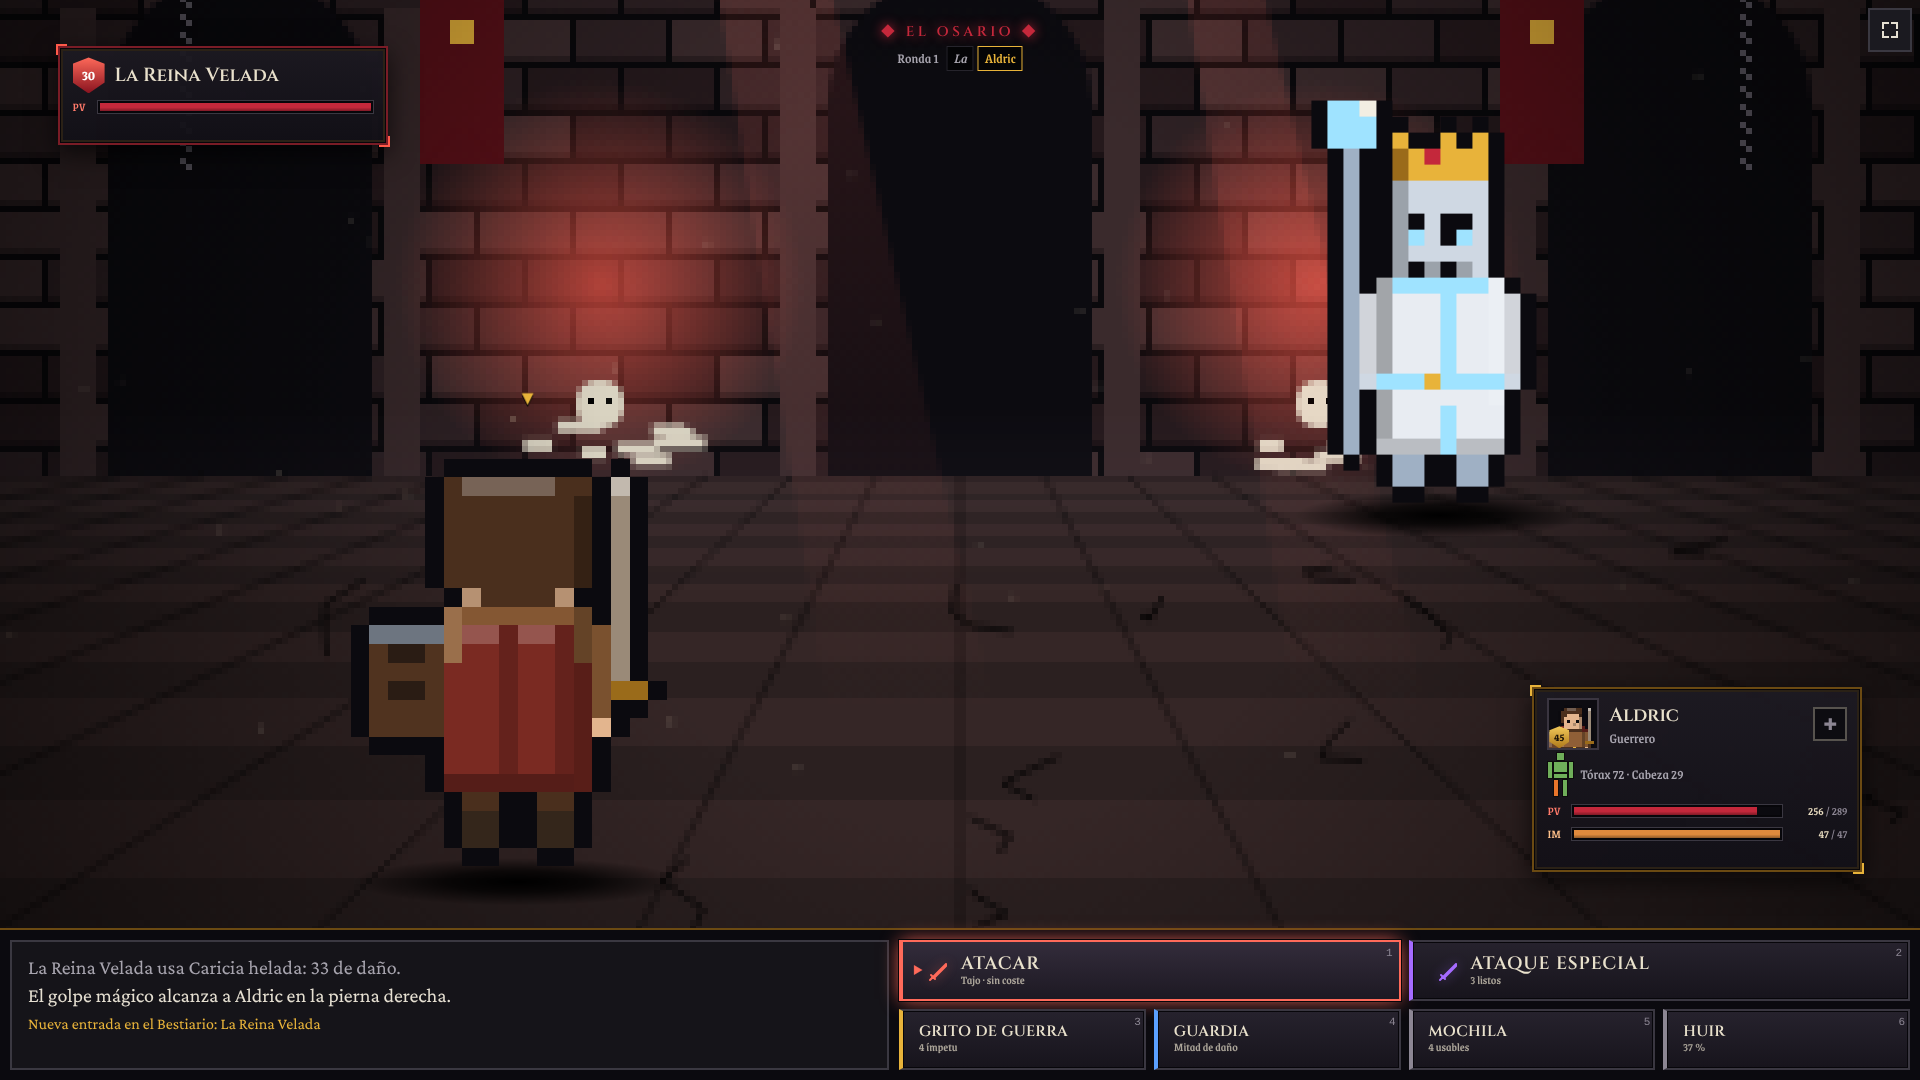 EL OSARIO
Ronda 1 La Aldric
30 LA REINA VELADA
PV
ALDRIC
Guerrero
45
Tórax 72 · Cabeza 29
PV 256 / 289
IM 47 / 47
La Reina Velada usa Caricia helada: 33 de daño.
El golpe mágico alcanza a Aldric en la pierna derecha.
Nueva entrada en el Bestiario: La Reina Velada
ATACAR 1
Tajo · sin coste
ATAQUE ESPECIAL 2
3 listos
GRITO DE GUERRA 3
4 ímpetu
GUARDIA 4
Mitad de daño
MOCHILA 5
4 usables
HUIR 6
37 %